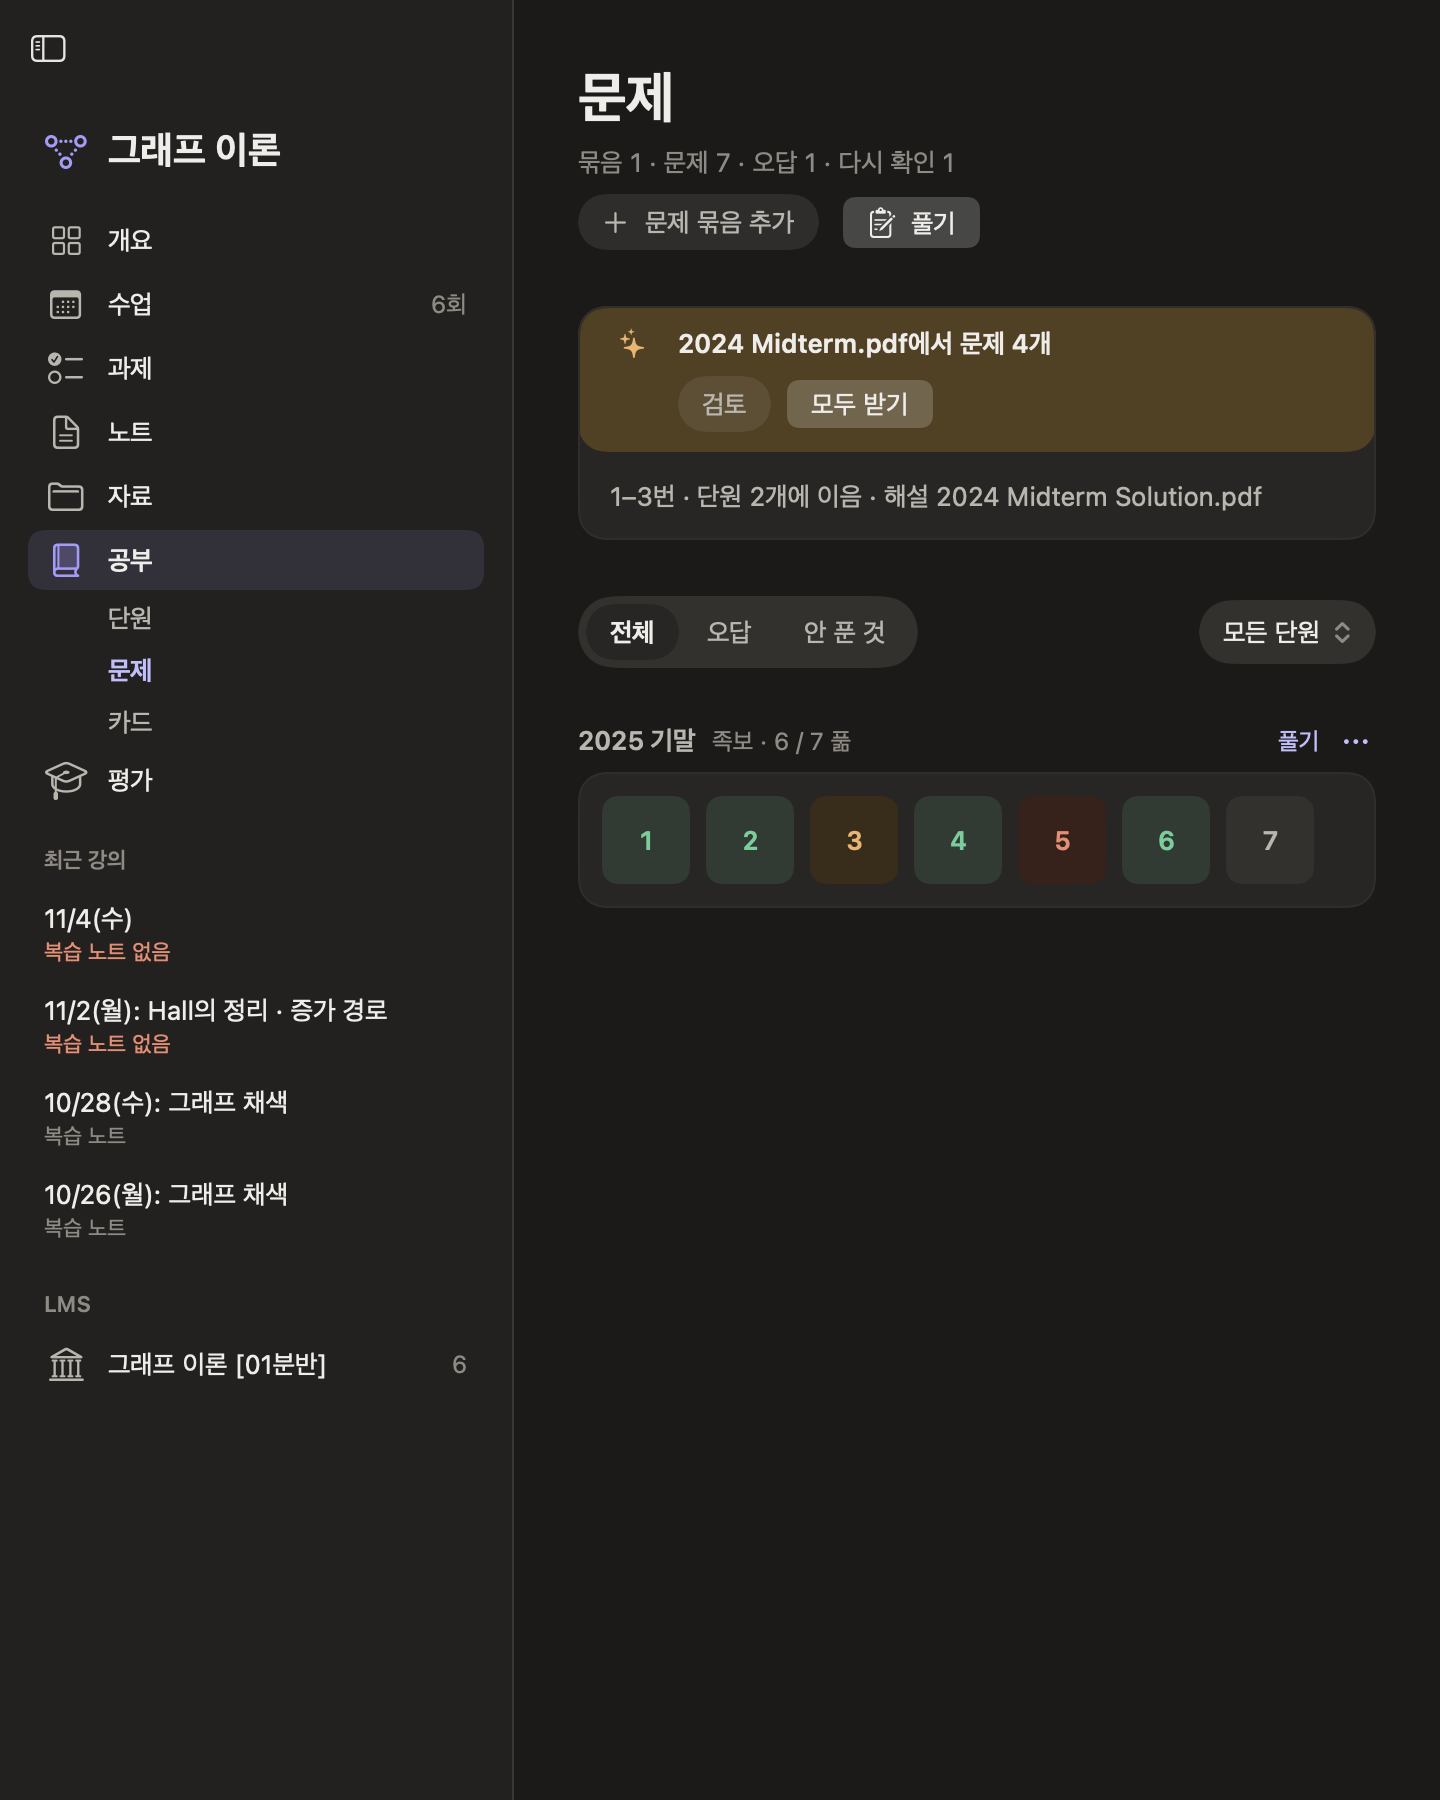 그래프 이론
개요
수업 6회
과제
노트
자료
공부
단원
문제
카드
평가
최근 강의
11/4(수)
복습 노트 없음
11/2(월): Hall의 정리 · 증가 경로
복습 노트 없음
10/28(수): 그래프 채색
복습 노트
10/26(월): 그래프 채색
복습 노트
LMS
그래프 이론 [01분반] 6
문제
묶음 1 · 문제 7 · 오답 1 · 다시 확인 1
문제 묶음 추가 풀기
2024 Midterm.pdf에서 문제 4개
검토 모두 받기
1–3번 · 단원 2개에 이음 · 해설 2024 Midterm Solution.pdf
전체 오답 안 푼 것 모든 단원
2025 기말 족보 · 6 / 7 풂 풀기
1 2 3 4 5 6 7